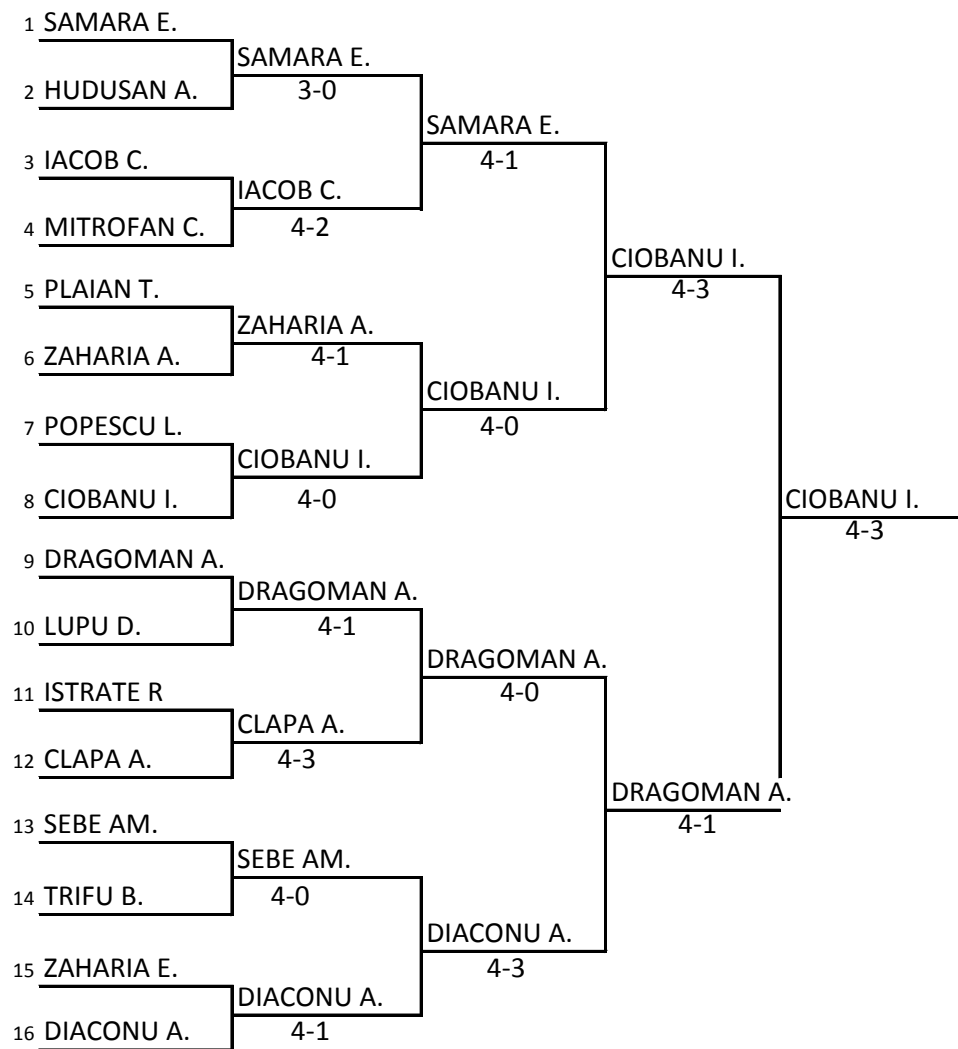 1 SAMARA E.
SAMARA E.
3-0
2 HUDUSAN A.
SAMARA E.
4-1
3 IACOB C.
IACOB C.
4-2
4 MITROFAN C.
CIOBANU I.
4-3
5 PLAIAN T.
ZAHARIA A.
4-1
6 ZAHARIA A.
CIOBANU I.
4-0
7 POPESCU L.
CIOBANU I.
4-0
8 CIOBANU I.
CIOBANU I.
4-3
9 DRAGOMAN A.
DRAGOMAN A.
4-1
10 LUPU D.
DRAGOMAN A.
4-0
11 ISTRATE R
CLAPA A.
4-3
12 CLAPA A.
DRAGOMAN A.
4-1
13 SEBE AM.
SEBE AM.
4-0
14 TRIFU B.
DIACONU A.
4-3
15 ZAHARIA E.
DIACONU A.
4-1
16 DIACONU A.